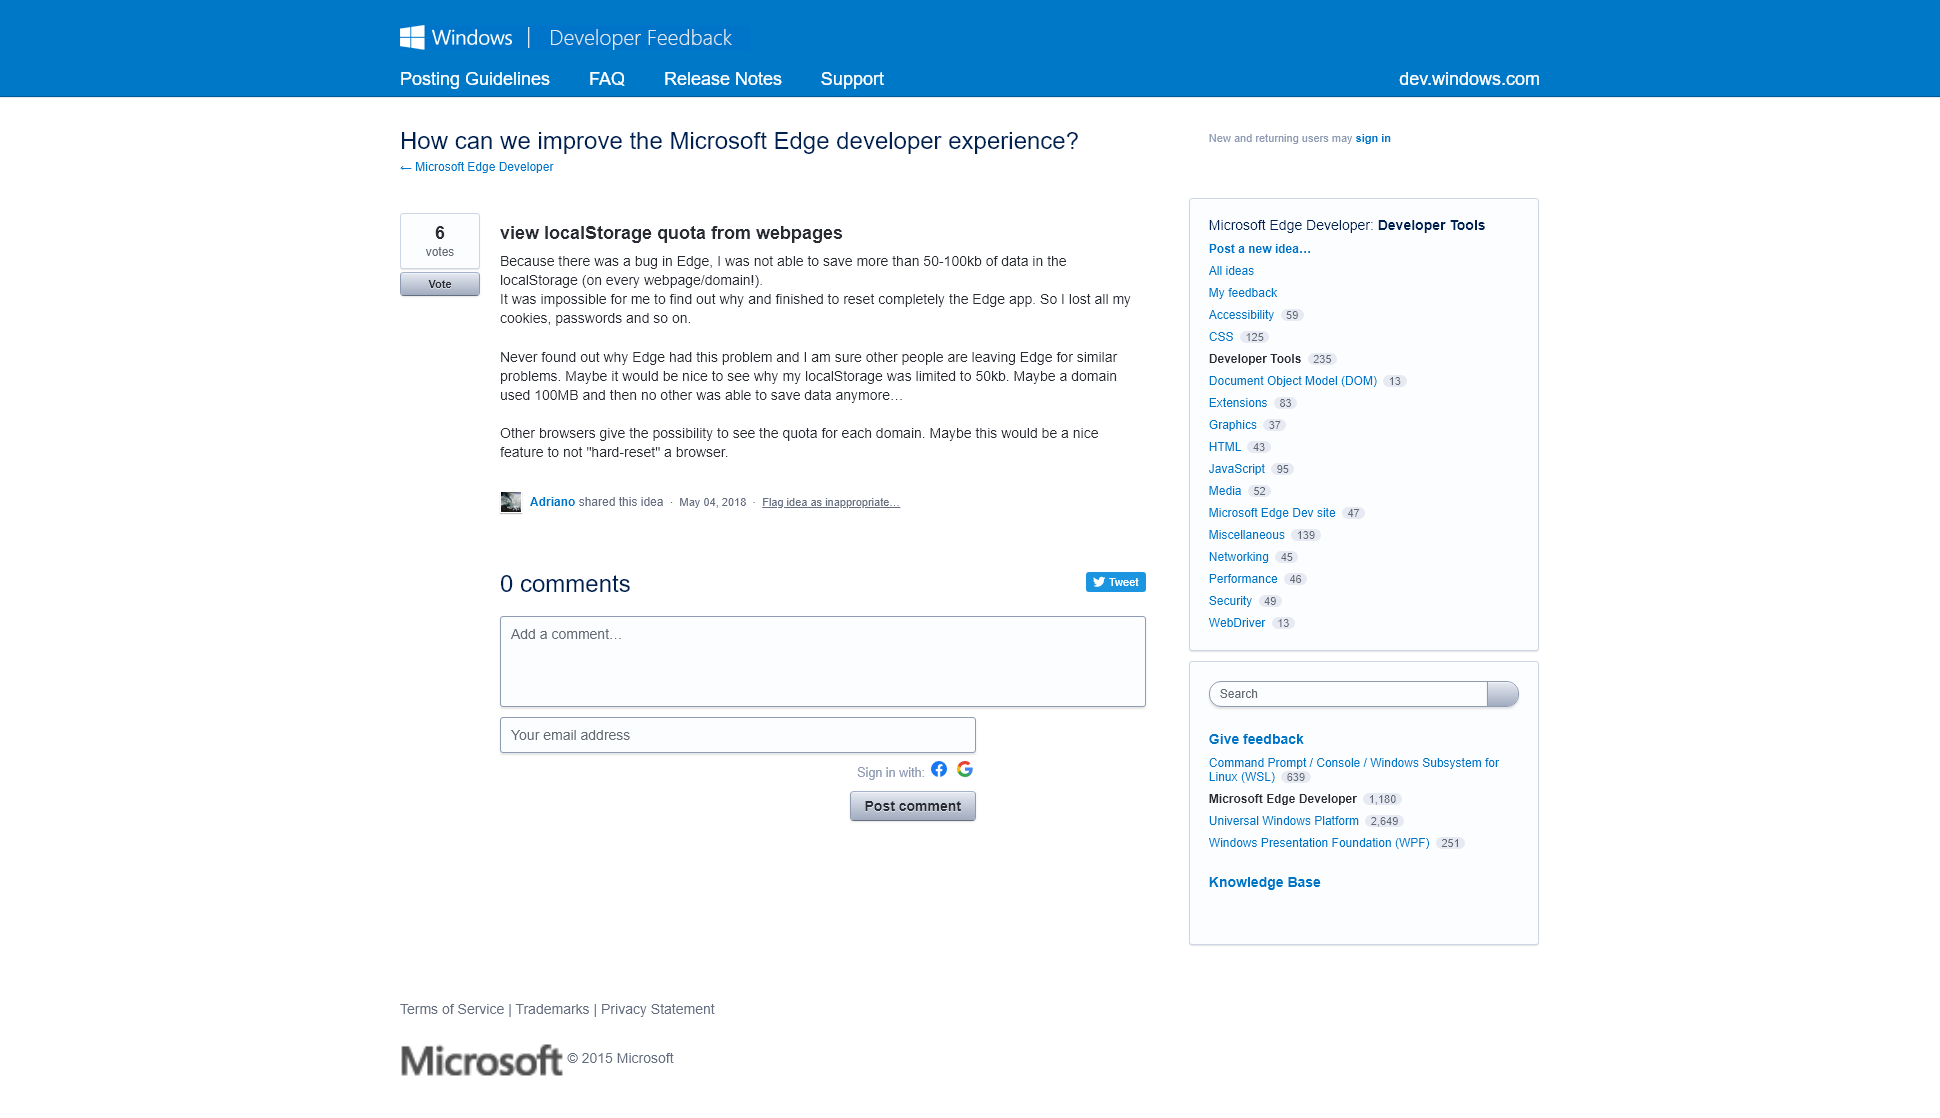 Windows | Developer Feedback
Posting Guidelines FAQ Release Notes Support dev.windows.com
How can we improve the Microsoft Edge developer experience?
← Microsoft Edge Developer
New and returning users may sign in
6
votes
Vote
view localStorage quota from webpages
Because there was a bug in Edge, I was not able to save more than 50-100kb of data in the
localStorage (on every webpage/domain!).
It was impossible for me to find out why and finished to reset completely the Edge app. So I lost all my
cookies, passwords and so on.
Never found out why Edge had this problem and I am sure other people are leaving Edge for similar
problems. Maybe it would be nice to see why my localStorage was limited to 50kb. Maybe a domain
used 100MB and then no other was able to save data anymore…
Other browsers give the possibility to see the quota for each domain. Maybe this would be a nice
feature to not "hard-reset" a browser.
Adriano shared this idea · May 04, 2018 · Flag idea as inappropriate…
0 comments
Tweet
Add a comment…
Your email address
Sign in with:
Post comment
Microsoft Edge Developer: Developer Tools
Post a new idea…
All ideas
My feedback
Accessibility 59
CSS 125
Developer Tools 235
Document Object Model (DOM) 13
Extensions 83
Graphics 37
HTML 43
JavaScript 95
Media 52
Microsoft Edge Dev site 47
Miscellaneous 139
Networking 45
Performance 46
Security 49
WebDriver 13
Search
Give feedback
Command Prompt / Console / Windows Subsystem for
Linux (WSL) 639
Microsoft Edge Developer 1,180
Universal Windows Platform 2,649
Windows Presentation Foundation (WPF) 251
Knowledge Base
Terms of Service | Trademarks | Privacy Statement
Microsoft © 2015 Microsoft